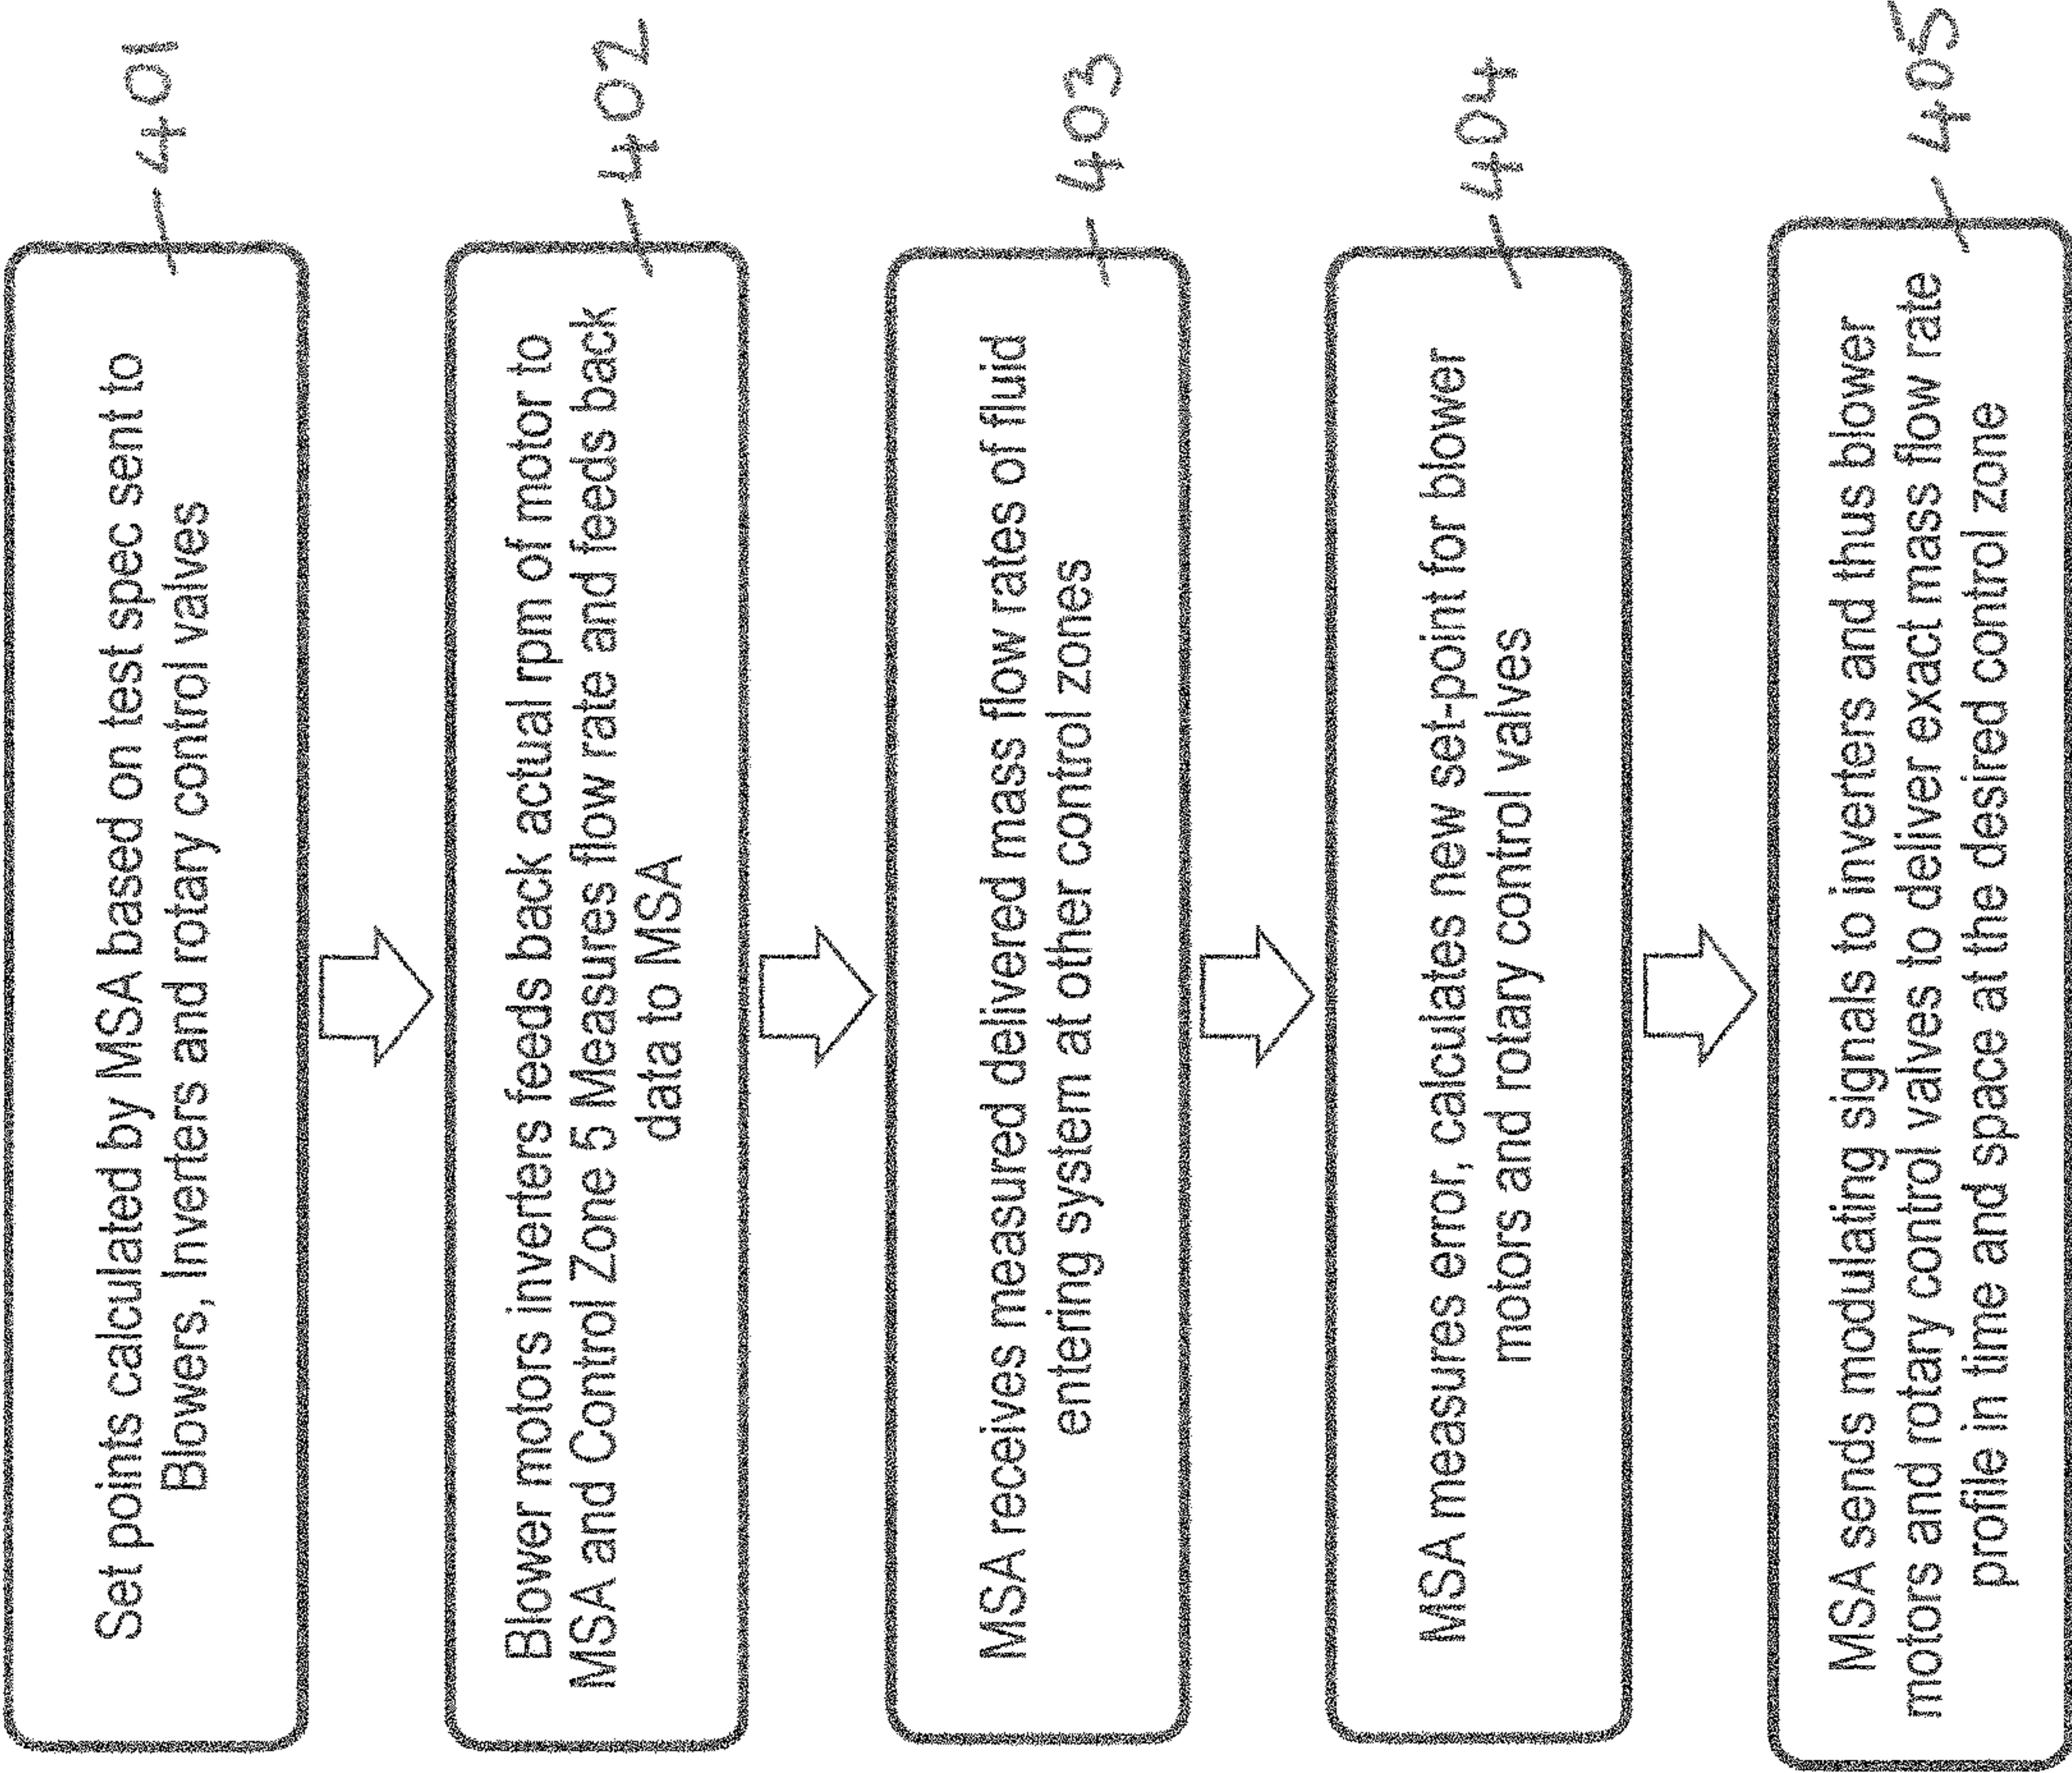 Set points calculated by MSA based on test spec sent to
Blowers, Inverters and rotary control valves
401
Blower motors inverters feeds back actual rpm of motor to
MSA and Control Zone 5 Measures flow rate and feeds back
data to MSA
402
MSA receives measured delivered mass flow rates of fluid
entering system at other control zones
403
MSA measures error, calculates new set-point for blower
motors and rotary control valves
404
MSA sends modulating signals to inverters and thus blower
motors and rotary control valves to deliver exact mass flow rate
profile in time and space at the desired control zone
405